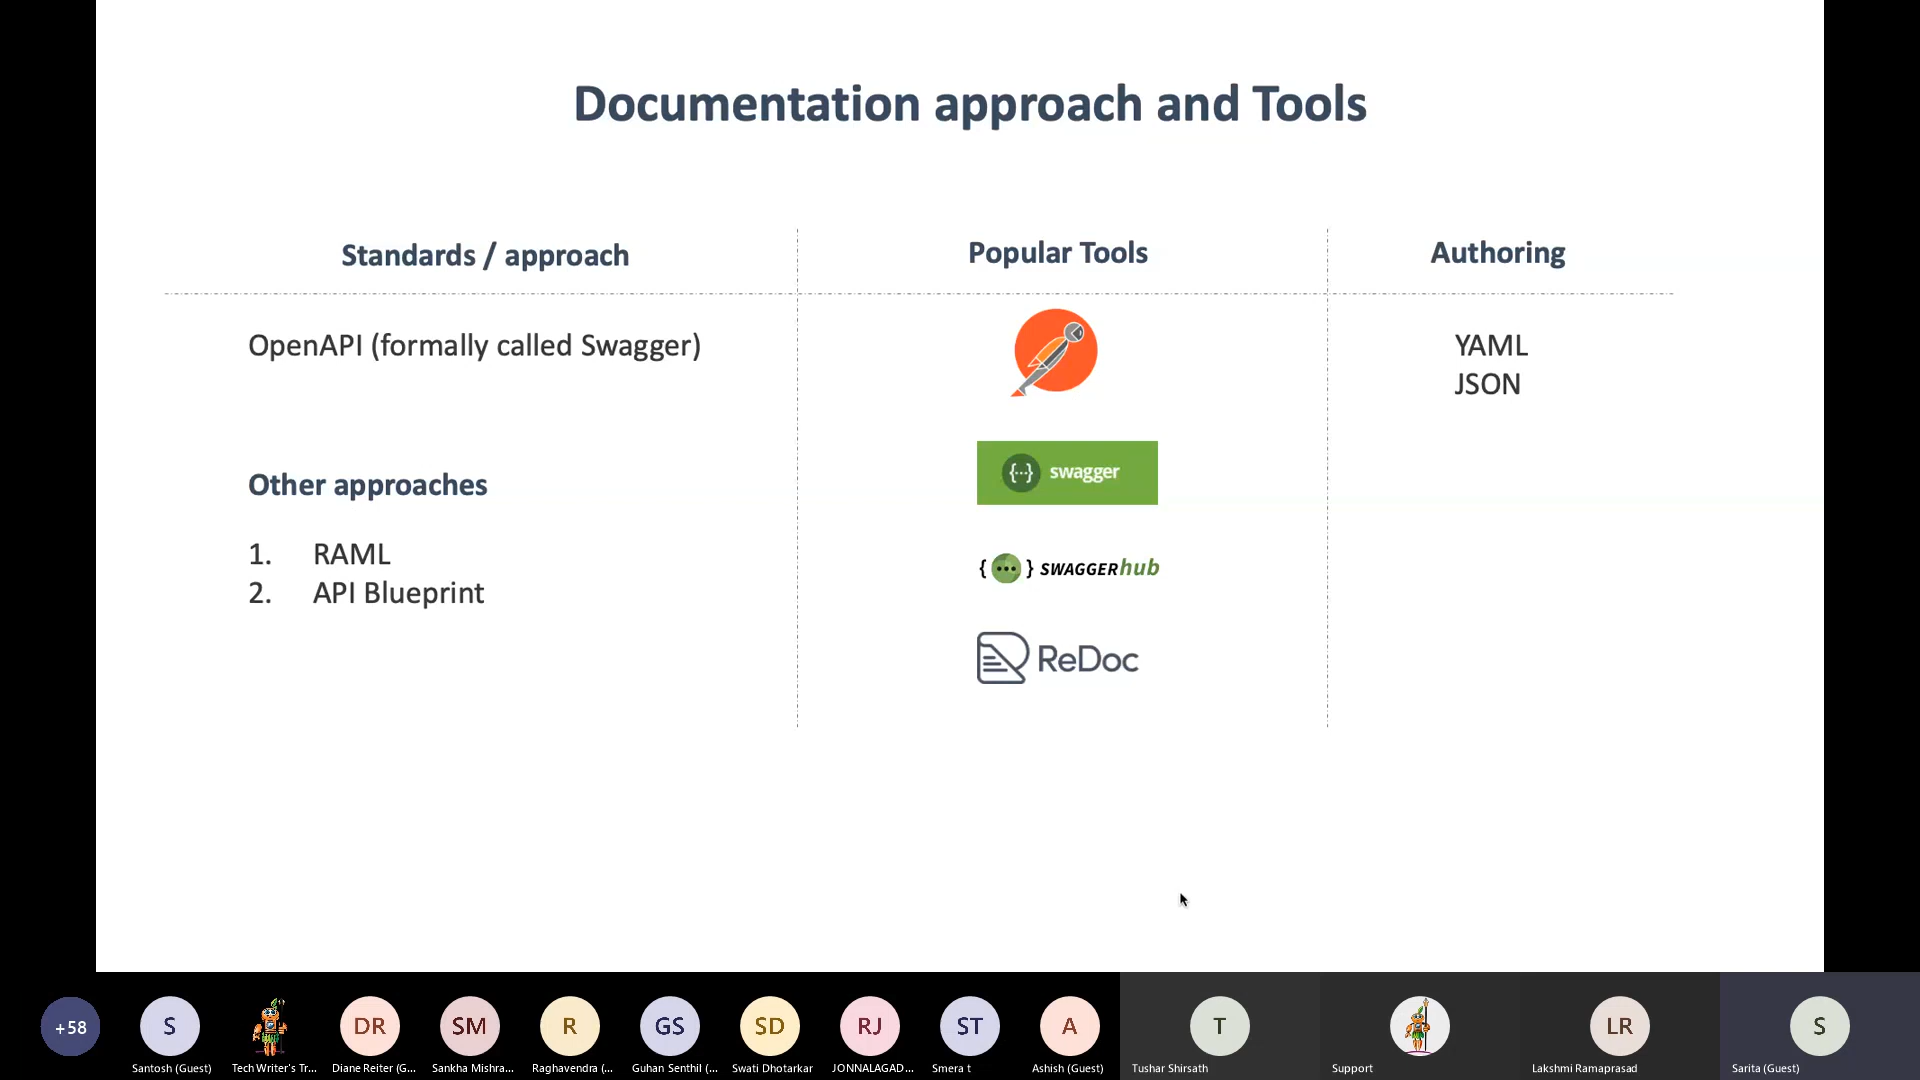 Documentation approach and Tools
Standards / approach
Popular Tools
Authoring
OpenAPI (formally called Swagger)
YAML
JSON
{···} swagger
Other approaches
1. RAML
2. API Blueprint
{•••} SWAGGERhub
ReDoc
+58
S
DR
SM
R
GS
SD
RJ
ST
A
T
LR
S
Santosh (Guest)
Tech Writer's Tr...
Diane Reiter (G...
Sankha Mishra...
Raghavendra (...
Guhan Senthil (...
Swati Dhotarkar
JONNALAGAD...
Smera t
Ashish (Guest)
Tushar Shirsath
Support
Lakshmi Ramaprasad
Sarita (Guest)